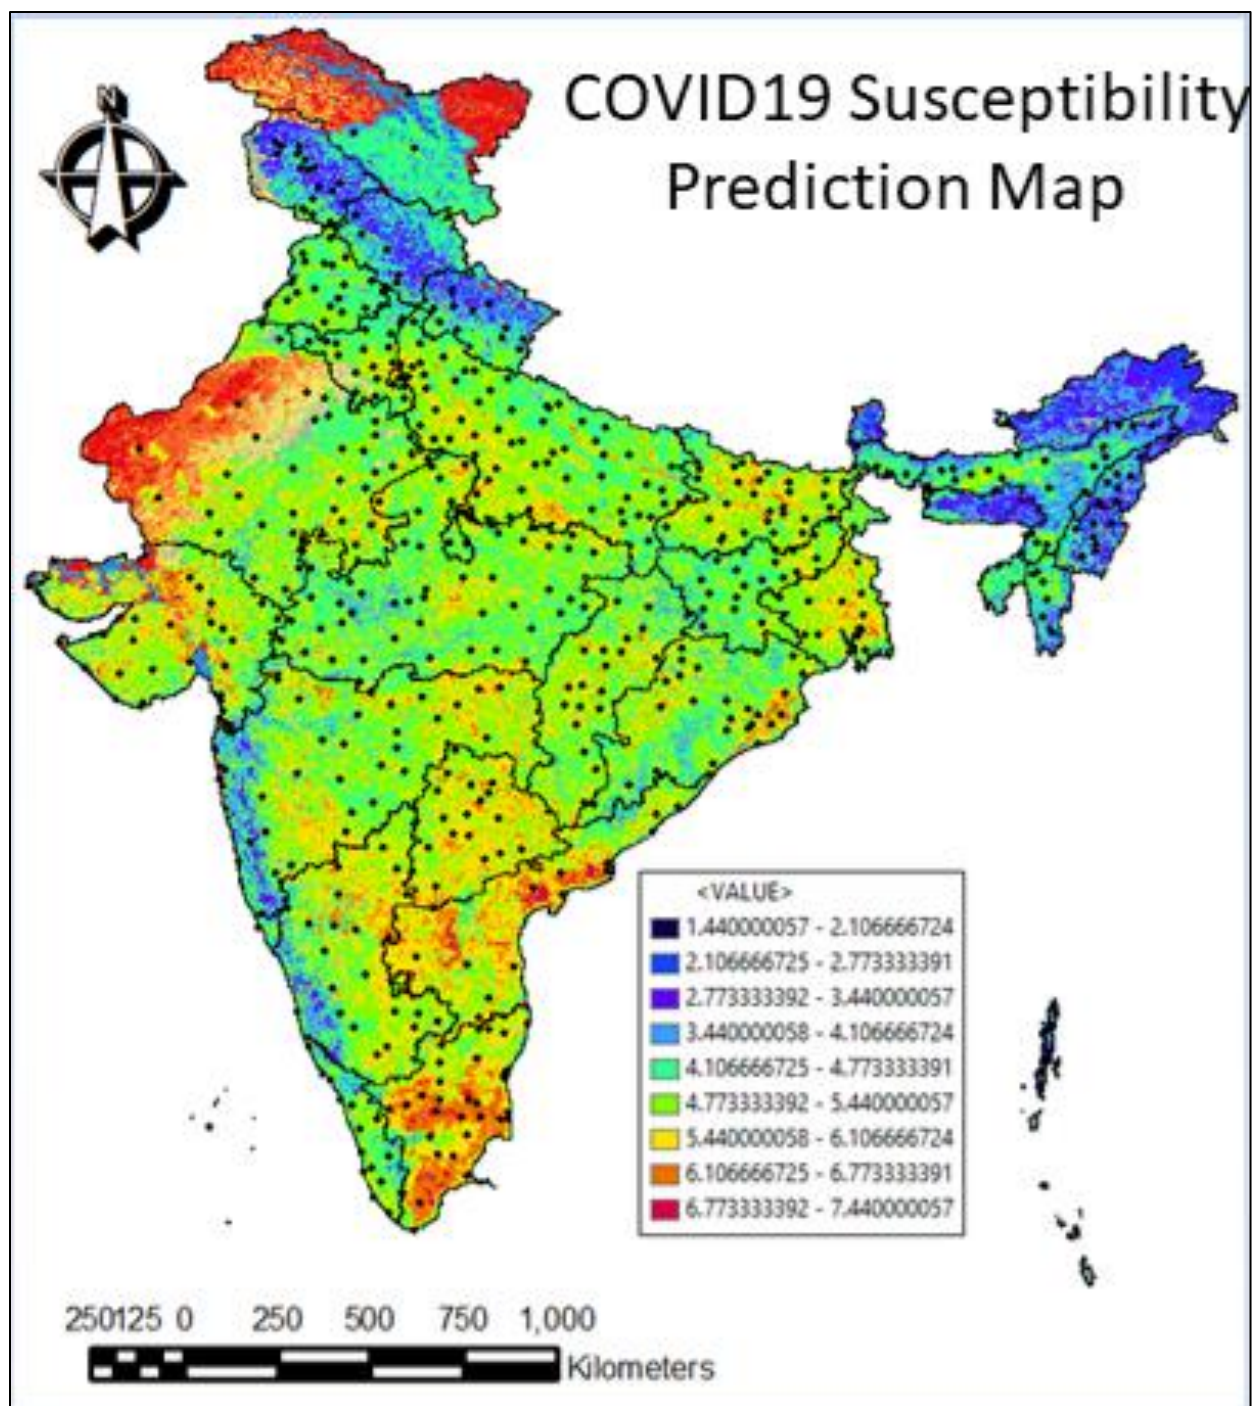 N
COVID19 Susceptibility
Prediction Map
<VALUE>
1.440000057 - 2.106666724
2.106666725 - 2.773333391
2.773333392 - 3.440000057
3.440000058 - 4.106666724
4.106666725 - 4.773333391
4.773333392 - 5.440000057
5.440000058 - 6.106666724
6.106666725 - 6.773333391
6.773333392 - 7.440000057
250125 0 250 500 750 1,000
Kilometers